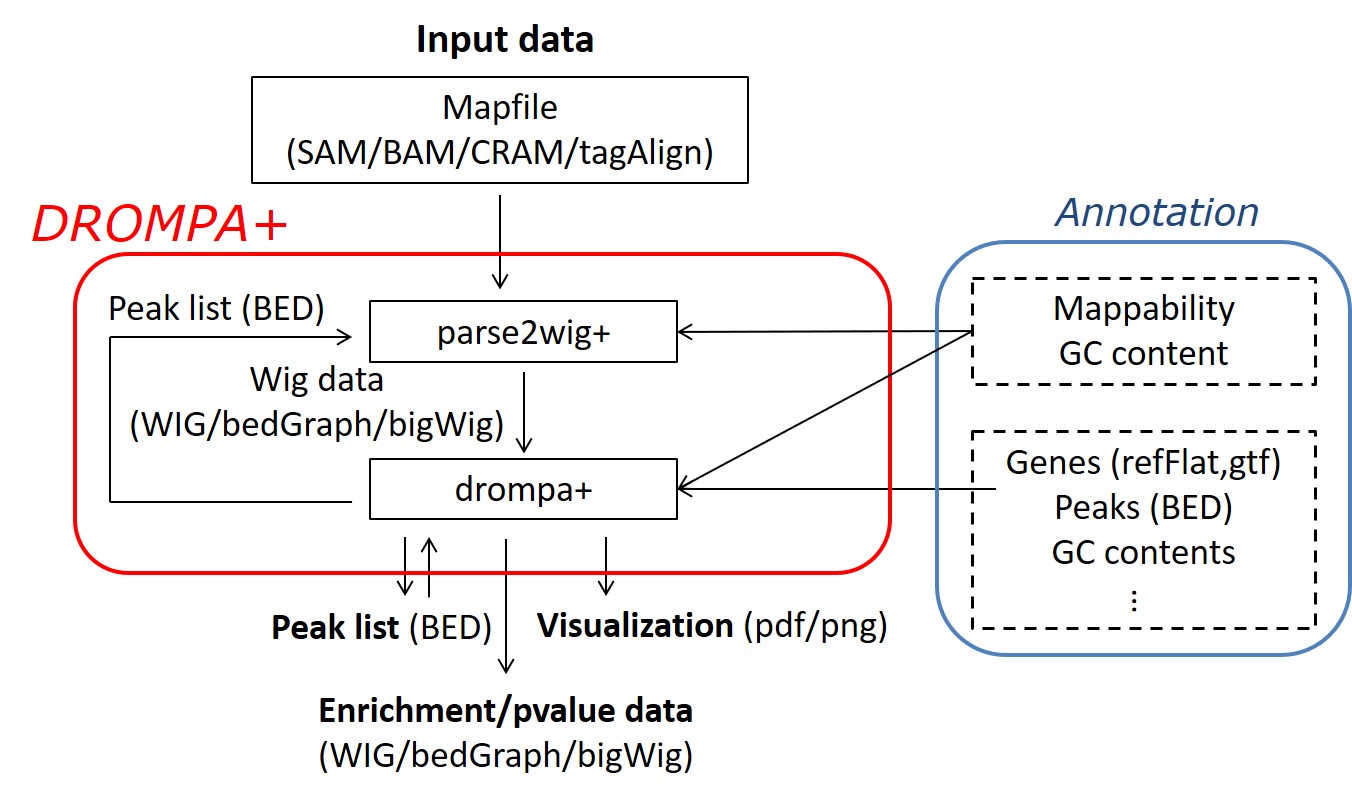 Input data
Mapfile
(SAM/BAM/CRAM/tagAlign)
DROMPA+
Annotation
Peak list (BED)
parse2wig+
Mappability
GC content
Wig data
(WIG/bedGraph/bigWig)
drompa+
Genes (refFlat,gtf)
Peaks (BED)
GC contents
⋮
Peak list (BED)
Visualization (pdf/png)
Enrichment/pvalue data
(WIG/bedGraph/bigWig)